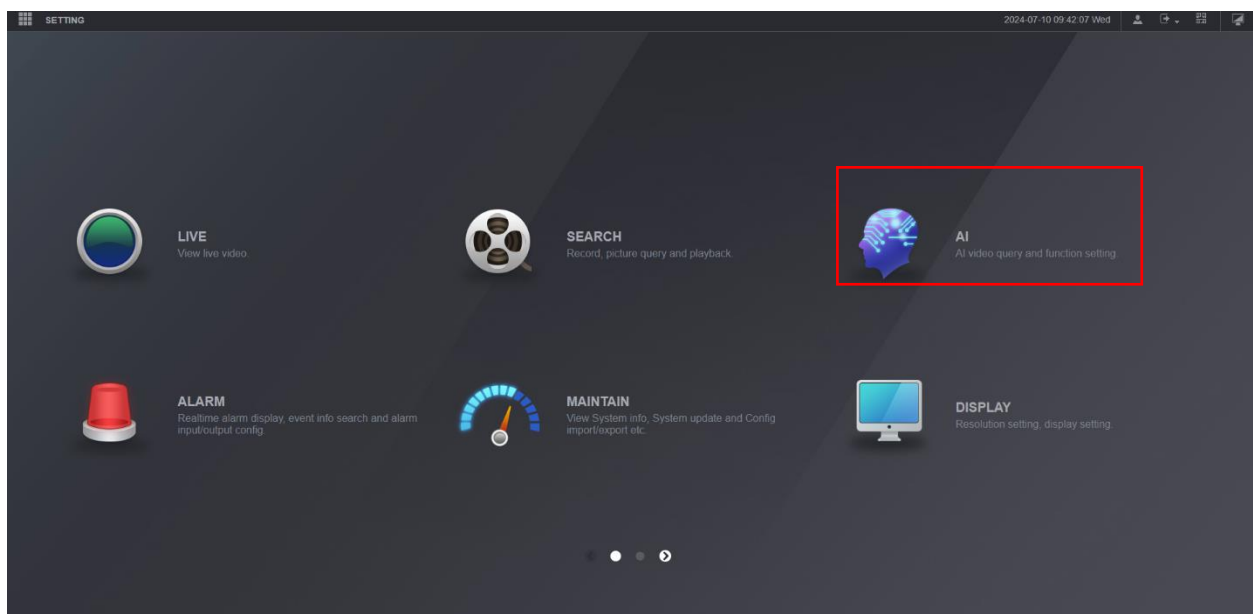 SETTING
2024-07-10 09:42:07 Wed
LIVE
View live video.
SEARCH
Record, picture query and playback.
AI
AI video query and function setting.
ALARM
Realtime alarm display, event info search and alarm
input/output config.
MAINTAIN
View System info, System update and Config
import/export etc.
DISPLAY
Resolution setting, display setting.